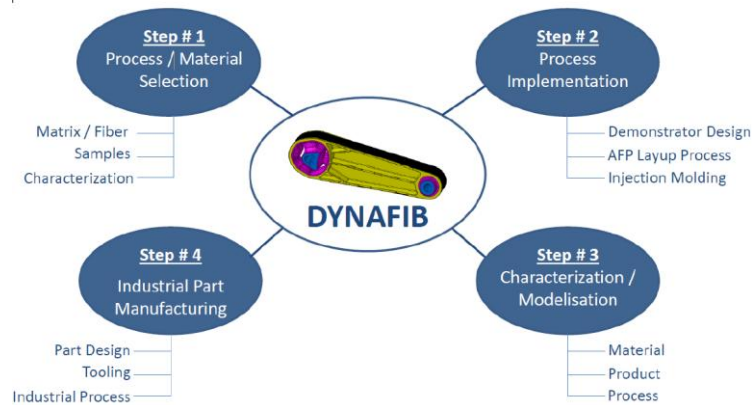 Step # 1
Process / Material
Selection
Matrix / Fiber
Samples
Characterization
Step # 2
Process
Implementation
Demonstrator Design
AFP Layup Process
Injection Molding
DYNAFIB
Step # 4
Industrial Part
Manufacturing
Part Design
Tooling
Industrial Process
Step # 3
Characterization /
Modelisation
Material
Product
Process